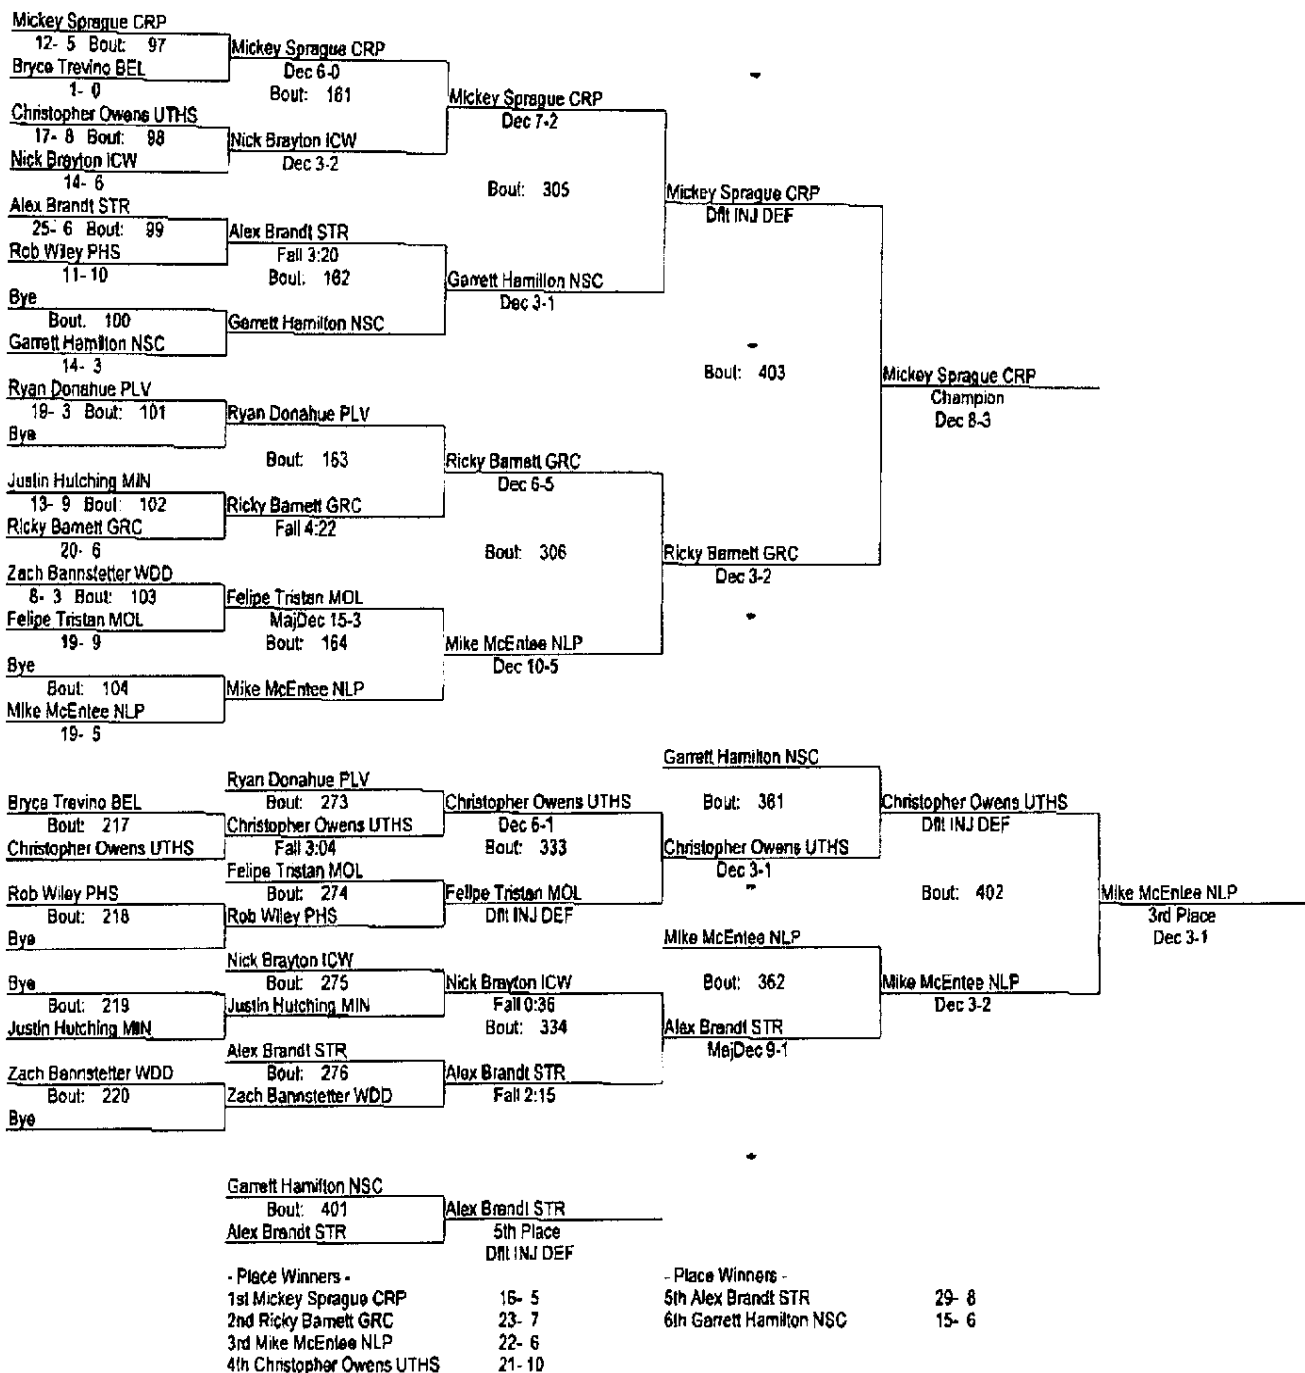 Mickey Sprague CRP
12- 5 Bout: 97
Bryce Trevino BEL
1- 0
Christopher Owens UTHS
17- 8 Bout: 98
Nick Brayton ICW
14- 6
Alex Brandt STR
25- 6 Bout: 99
Rob Wiley PHS
11- 10
Bye
Bout. 100
Garrett Hamilton NSC
14- 3
Ryan Donahue PLV
19- 3 Bout: 101
Bye
Justin Hutching MIN
13- 9 Bout: 102
Ricky Barnett GRC
20- 6
Zach Bannstetter WDD
8- 3 Bout: 103
Felipe Tristan MOL
19- 9
Bye
Bout: 104
Mike McEntee NLP
19- 5
Mickey Sprague CRP
Dec 6-0
Bout: 161
Nick Brayton ICW
Dec 3-2
Alex Brandt STR
Fall 3:20
Bout: 162
Garrett Hamilton NSC
Ryan Donahue PLV
Bout: 163
Ricky Barnett GRC
Fall 4:22
Felipe Tristan MOL
MajDec 15-3
Bout: 164
Mike McEntee NLP
Mickey Sprague CRP
Dec 7-2
Bout: 305
Garrett Hamilton NSC
Dec 3-1
Ricky Barnett GRC
Dec 6-5
Bout: 306
Mike McEntee NLP
Dec 10-5
Mickey Sprague CRP
Dflt INJ DEF
Bout: 403
Ricky Barnett GRC
Dec 3-2
Mickey Sprague CRP
Champion
Dec 8-3
Bryce Trevino BEL
Bout: 217
Christopher Owens UTHS
Rob Wiley PHS
Bout: 218
Bye
Bye
Bout: 219
Justin Hutching MIN
Zach Bannstetter WDD
Bout: 220
Bye
Ryan Donahue PLV
Bout: 273
Christopher Owens UTHS
Fall 3:04
Felipe Tristan MOL
Bout: 274
Rob Wiley PHS
Nick Brayton ICW
Bout: 275
Justin Hutching MIN
Alex Brandt STR
Bout: 276
Zach Bannstetter WDD
Christopher Owens UTHS
Dec 6-1
Bout: 333
Felipe Tristan MOL
Dflt INJ DEF
Nick Brayton ICW
Fall 0:36
Bout: 334
Alex Brandt STR
Fall 2:15
Garrett Hamilton NSC
Bout: 361
Christopher Owens UTHS
Dec 3-1
Mike McEntee NLP
Bout: 362
Alex Brandt STR
MajDec 9-1
Christopher Owens UTHS
Dflt INJ DEF
Bout: 402
Mike McEntee NLP
Dec 3-2
Mike McEntee NLP
3rd Place
Dec 3-1
Garrett Hamilton NSC
Bout: 401
Alex Brandt STR
Alex Brandt STR
5th Place
Dflt INJ DEF
- Place Winners -
1st Mickey Sprague CRP 16- 5
2nd Ricky Barnett GRC 23- 7
3rd Mike McEntee NLP 22- 6
4th Christopher Owens UTHS 21- 10
- Place Winners -
5th Alex Brandt STR 29- 8
6th Garrett Hamilton NSC 15- 6